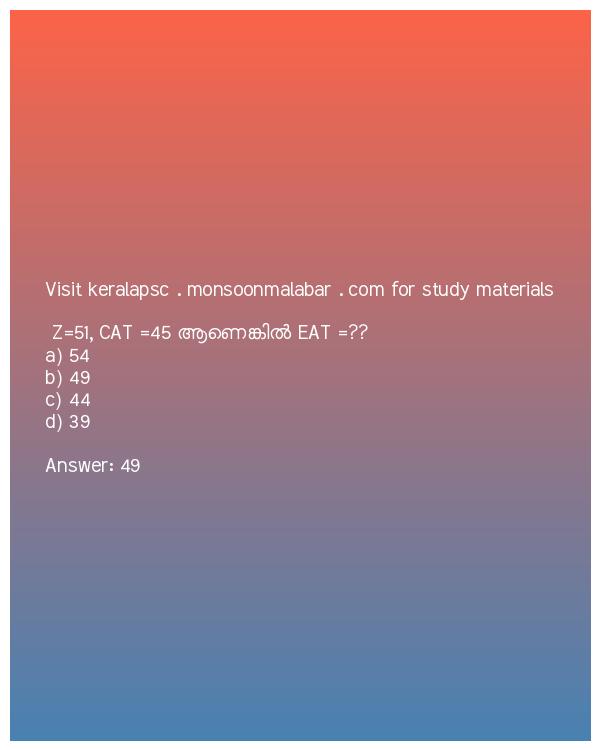 Visit keralapsc . monsoonmalabar . com for study materials
Z=51, CAT =45 ആണെങ്കിൽ EAT =??
a) 54
b) 49
c) 44
d) 39
Answer: 49